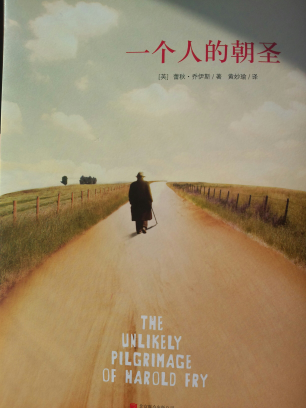 一个人的朝圣
[英] 蕾秋·乔伊斯 / 著 黄妙瑜 / 译
THE
UNLIKELY
PILGRIMAGE
OF HAROLD FRY